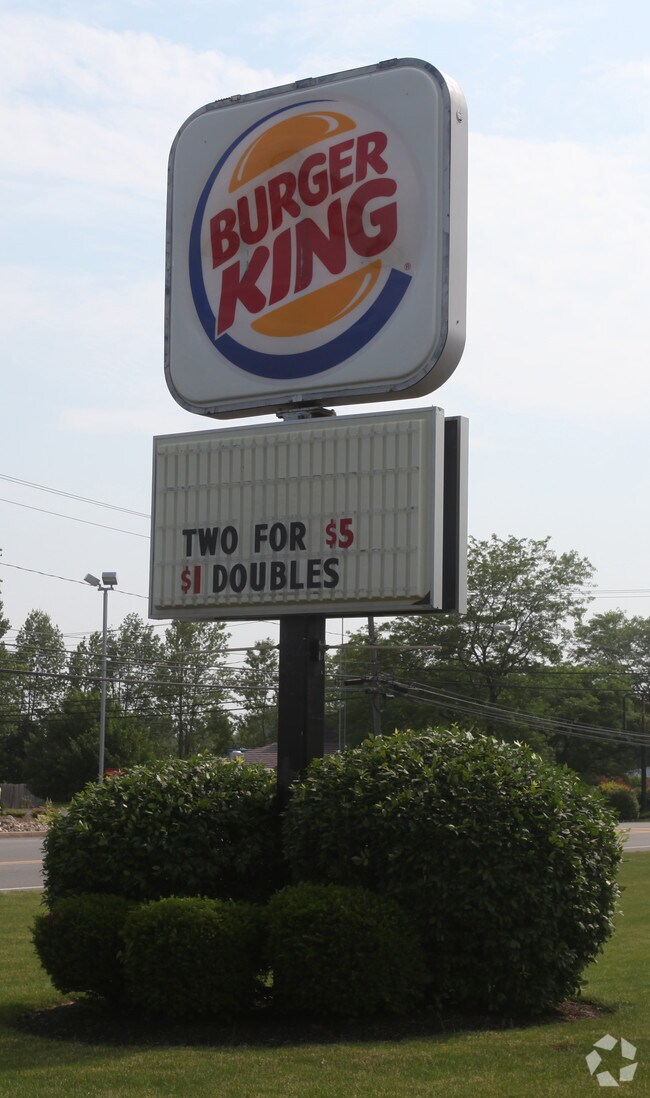 BURGER
KING®
TWO FOR $5
$1 DOUBLES